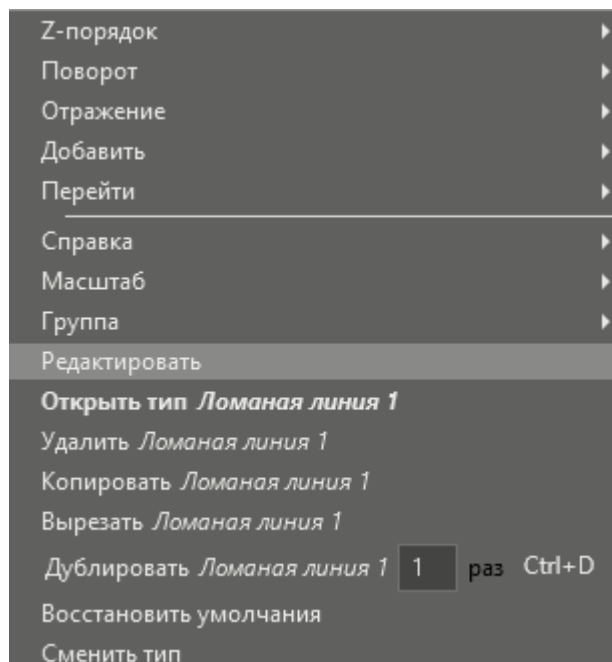 Z-порядок
Поворот
Отражение
Добавить
Перейти
Справка
Масштаб
Группа
Редактировать
Открыть тип Ломаная линия 1
Удалить Ломаная линия 1
Копировать Ломаная линия 1
Вырезать Ломаная линия 1
Дублировать Ломаная линия 1 1 раз Ctrl+D
Восстановить умолчания
Сменить тип